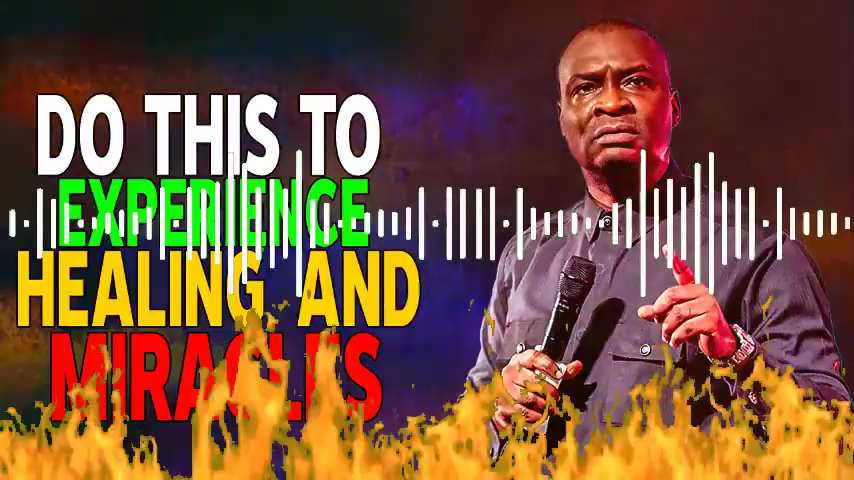 DO THIS TO
EXPERIENCE
HEALING AND
MIRACLES